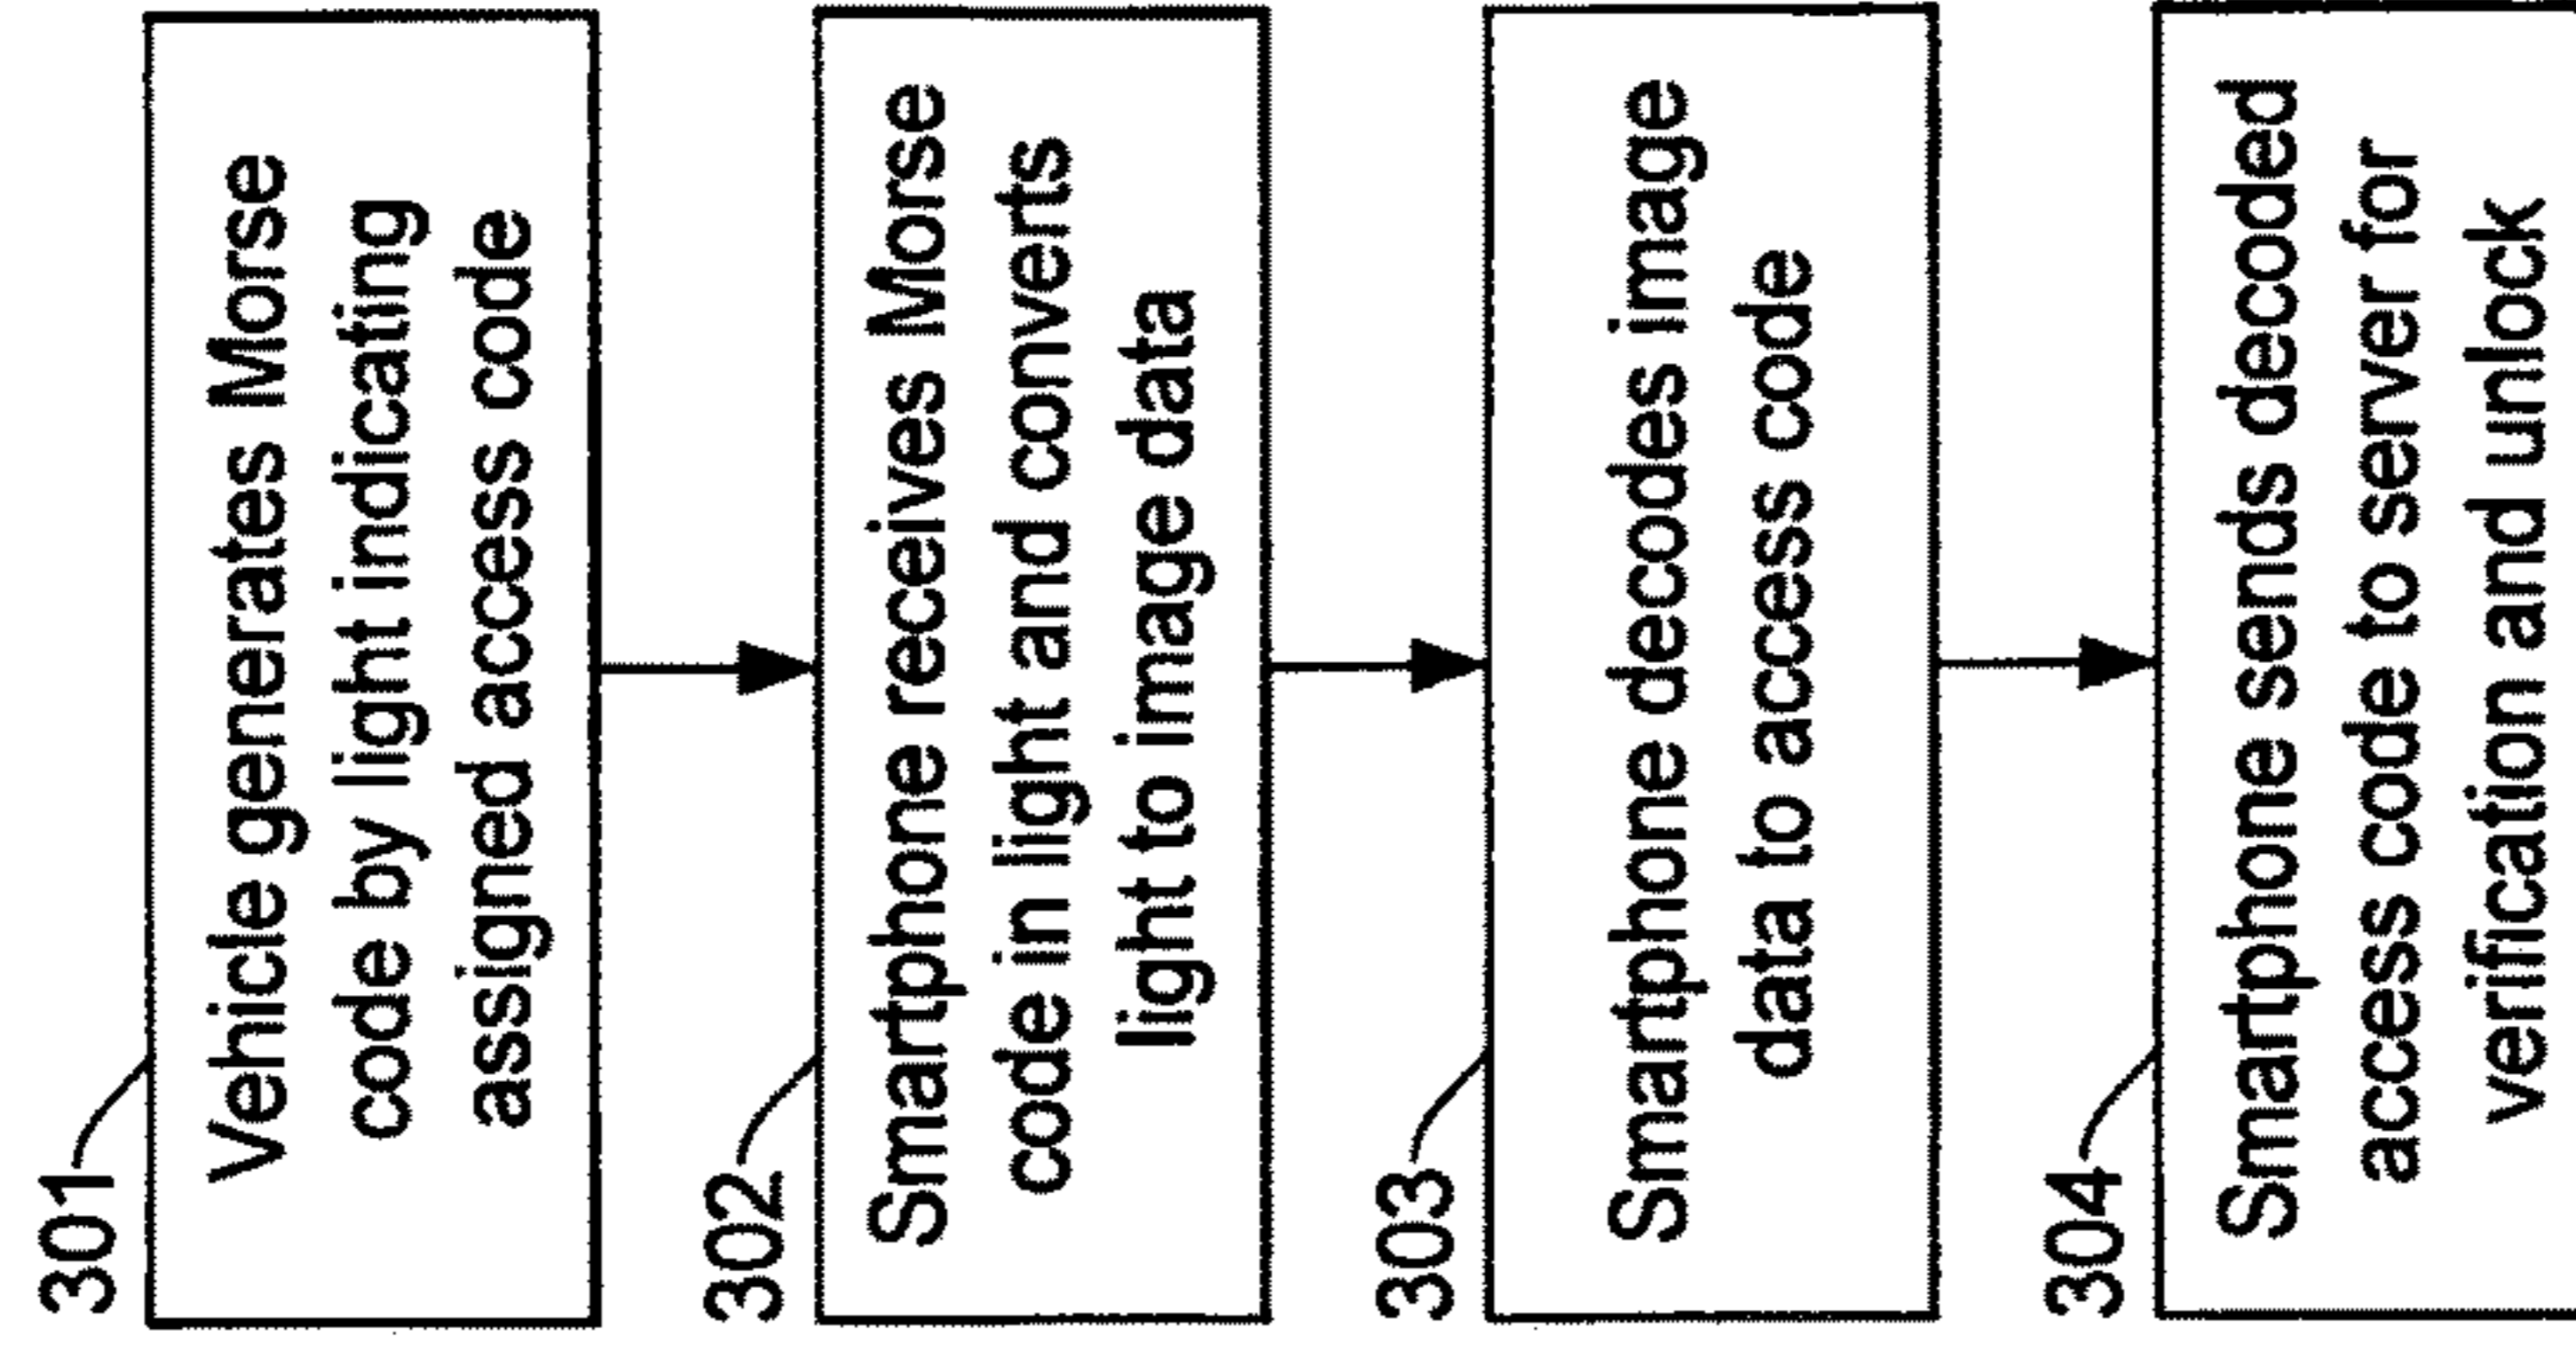 301
Vehicle generates Morse
code by light indicating
assigned access code
302
Smartphone receives Morse
code in light and converts
light to image data
303
Smartphone decodes image
data to access code
304
Smartphone sends decoded
access code to server for
verification and unlock